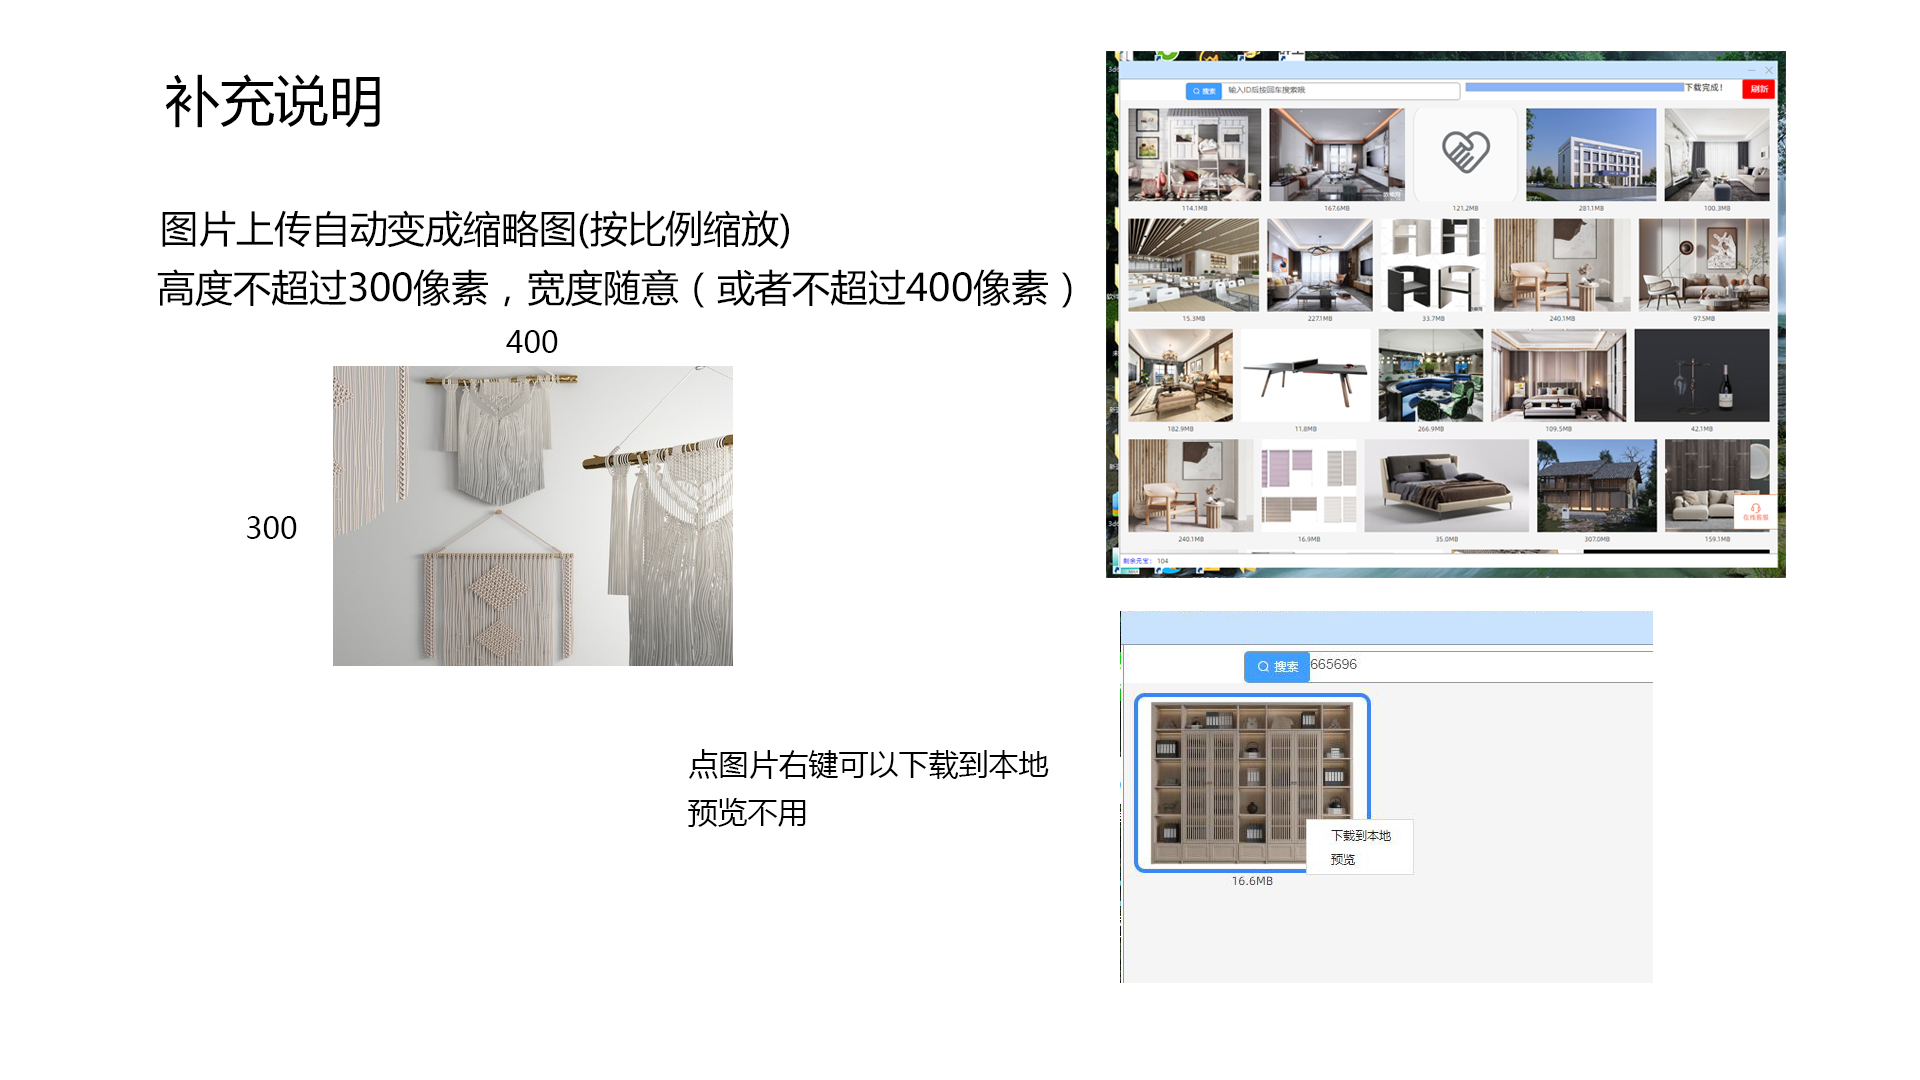 补充说明
图片上传自动变成缩略图(按比例缩放)
高度不超过300像素，宽度随意（或者不超过400像素）
400
300
点图片右键可以下载到本地
预览不用
搜索 输入ID后按回车搜索哦 下载完成！ 刷新
114.1MB 167.6MB 121.2MB 281.1MB 100.3MB
15.3MB 227.1MB 33.7MB 240.1MB 97.5MB
182.9MB 11.8MB 266.9MB 109.5MB 42.1MB
在线客服
240.1MB 16.9MB 35.0MB 307.0MB 159.1MB
剩余元宝： 104
搜索 665696
下载到本地
预览
16.6MB